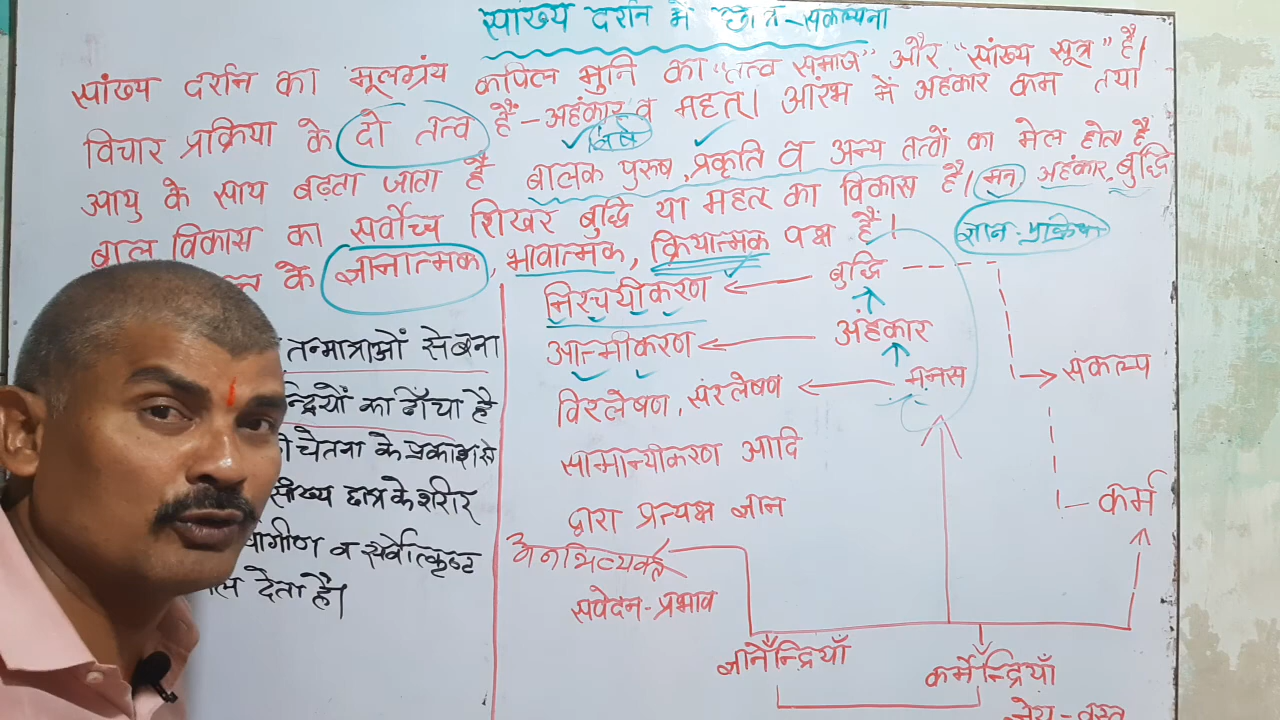 सांख्य दर्शन में छात्र-संकल्पना
सांख्य दर्शन का मूलग्रंथ कपिल मुनि का "तत्व समाज" और "सांख्य सूत्र" है।
विचार प्रक्रिया के दो तत्व हैं - अहंकार व महत्। आरंभ में अहंकार कम तथा
आयु के साथ बढ़ता जाता है बालक पुरुष, प्रकृति व अन्य तत्वों का मेल होता है
बाल विकास का सर्वोच्च शिखर बुद्धि या महत् का विकास है। मन, अहंकार, बुद्धि
के ज्ञानात्मक, भावात्मक, क्रियात्मक पक्ष हैं।
ज्ञान-प्रक्रिया
तन्मात्राओं से बना
न्द्रियों का ढाँचा है
चेतना के प्रकाश से
सांख्य छात्र के शरीर
व सर्वोत्कृष्ट
देता है।
निश्चयीकरण
बुद्धि
आत्मीकरण
अंहकार
विश्लेषण, संश्लेषण
मनस
संकल्प
सामान्यीकरण आदि
द्वारा प्रत्यक्ष ज्ञान
कर्म
अनभिव्यक्त
संवेदन-प्रभाव
ज्ञानेन्द्रियाँ
कर्मेन्द्रियाँ
ज्ञेय-वस्तु